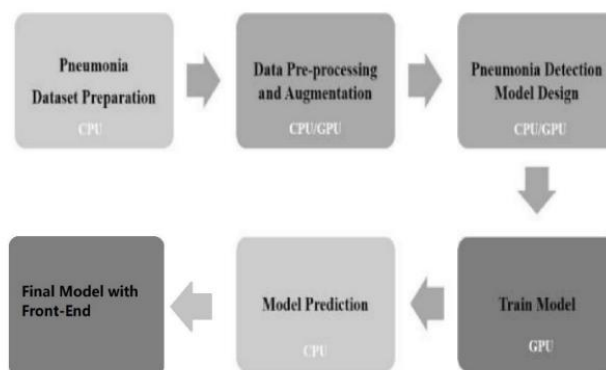 Pneumonia
Dataset Preparation
CPU
Data Pre-processing
and Augmentation
CPU/GPU
Pneumonia Detection
Model Design
CPU/GPU
Final Model with
Front-End
Model Prediction
CPU
Train Model
GPU